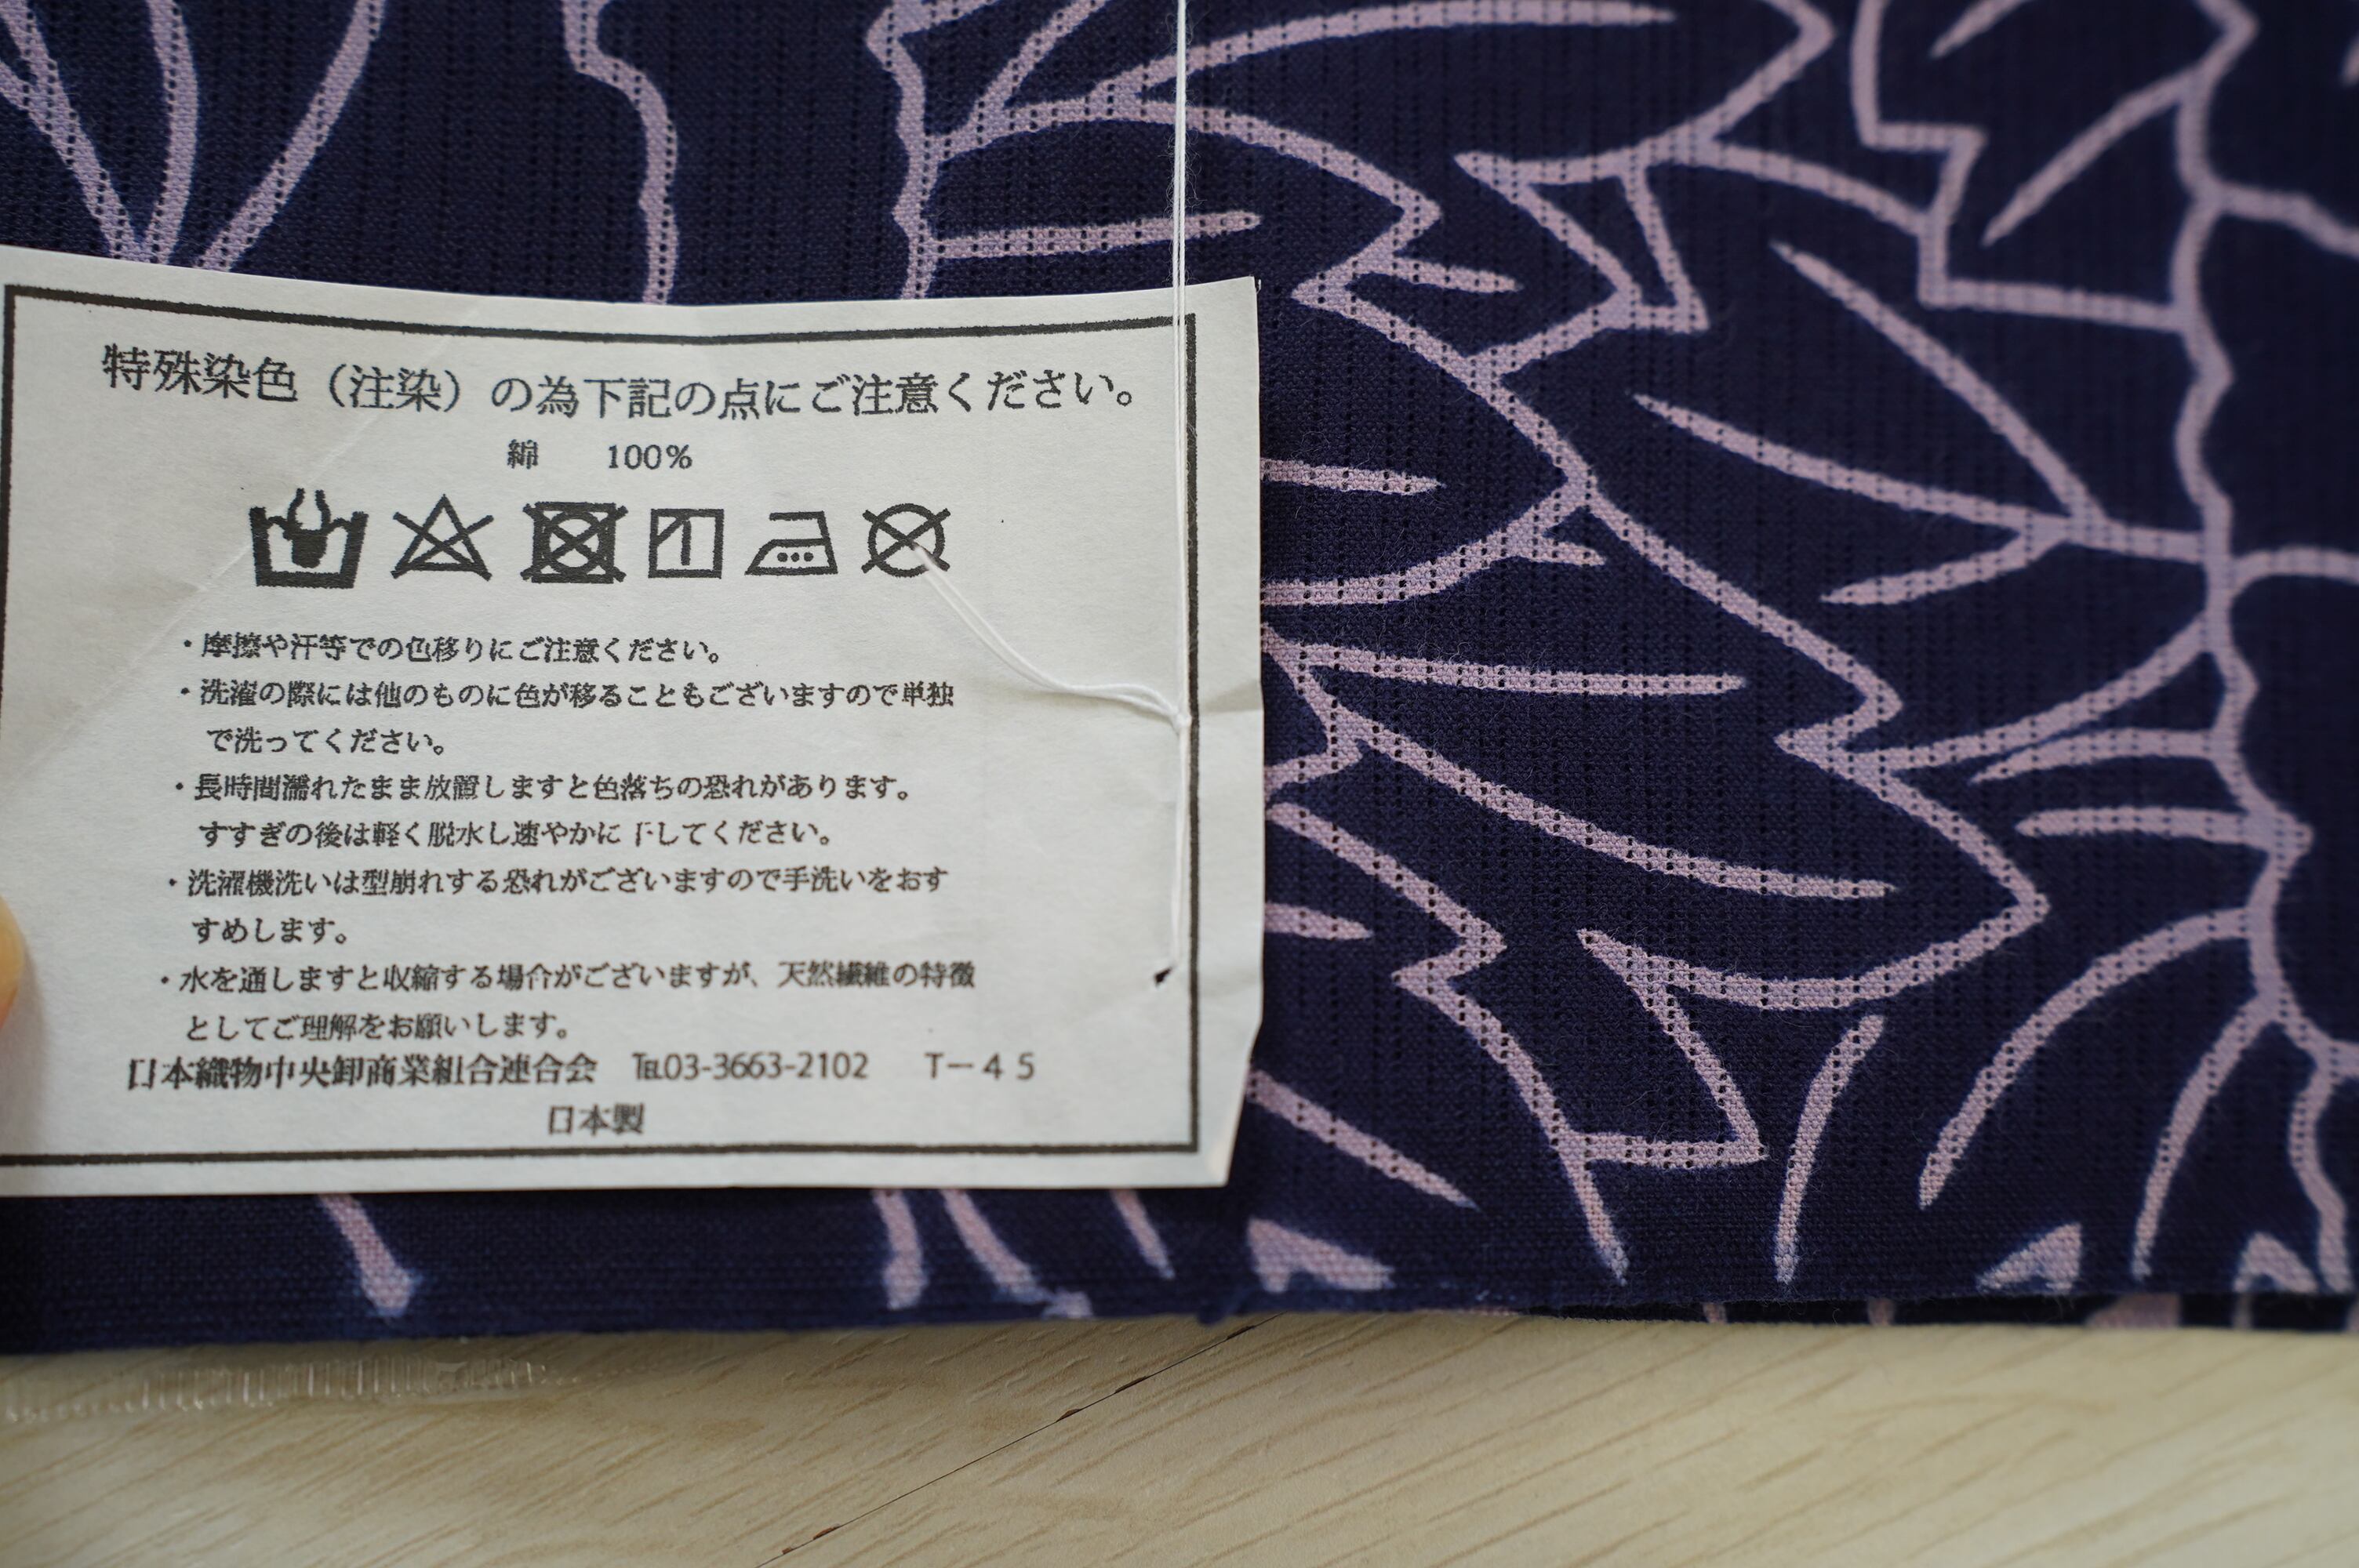 特殊染色（注染）の為下記の点にご注意ください。
綿　100%
・摩擦や汗等での色移りにご注意ください。
・洗濯の際には他のものに色が移ることもございますので単独
で洗ってください。
・長時間濡れたまま放置しますと色落ちの恐れがあります。
すすぎの後は軽く脱水し速やかに干してください。
・洗濯機洗いは型崩れする恐れがございますので手洗いをおす
すめします。
・水を通しますと収縮する場合がございますが、天然繊維の特徴
としてご理解をお願いします。
日本織物中央卸商業組合連合会　℡03-3663-2102　T－45
日本製